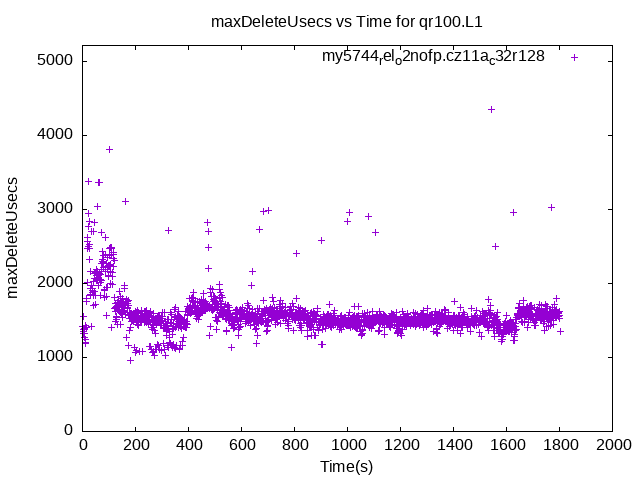 maxDeleteUsecs vs Time for qr100.L1
my5744relo2nofp.cz11ac32r128
5000
4000
3000
2000
1000
0
maxDeleteUsecs
0 200 400 600 800 1000 1200 1400 1600 1800 2000
Time(s)